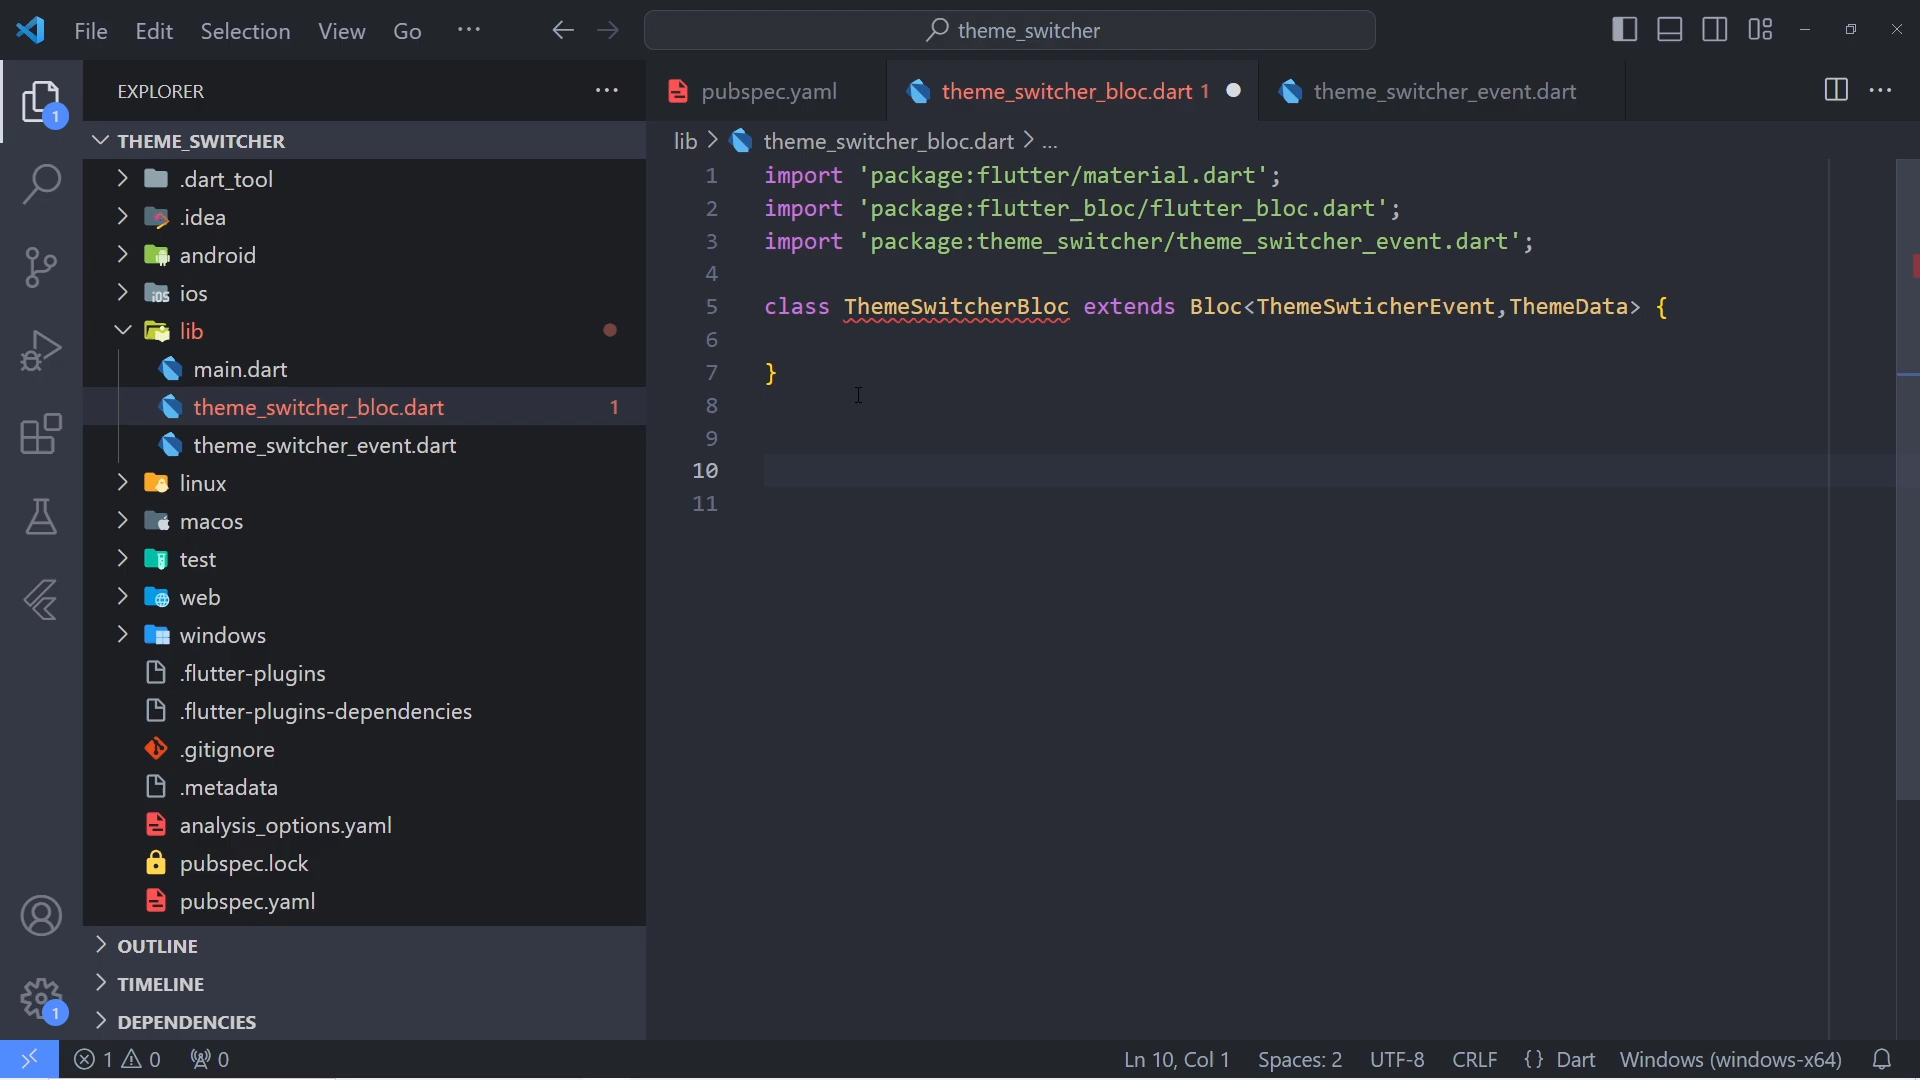 File Edit Selection View Go ...
theme_switcher
EXPLORER ...
pubspec.yaml
theme_switcher_bloc.dart 1
theme_switcher_event.dart
THEME_SWITCHER
lib > theme_switcher_bloc.dart > ...
.dart_tool
.idea
android
ios
lib
main.dart
theme_switcher_bloc.dart 1
theme_switcher_event.dart
linux
macos
test
web
windows
.flutter-plugins
.flutter-plugins-dependencies
.gitignore
.metadata
analysis_options.yaml
pubspec.lock
pubspec.yaml
OUTLINE
TIMELINE
DEPENDENCIES
1
1
1 import 'package:flutter/material.dart';
2 import 'package:flutter_bloc/flutter_bloc.dart';
3 import 'package:theme_switcher/theme_switcher_event.dart';
4
5 class ThemeSwitcherBloc extends Bloc<ThemeSwticherEvent,ThemeData> {
6
7 }
8
9
10
11
1 0 0
Ln 10, Col 1 Spaces: 2 UTF-8 CRLF {} Dart Windows (windows-x64)